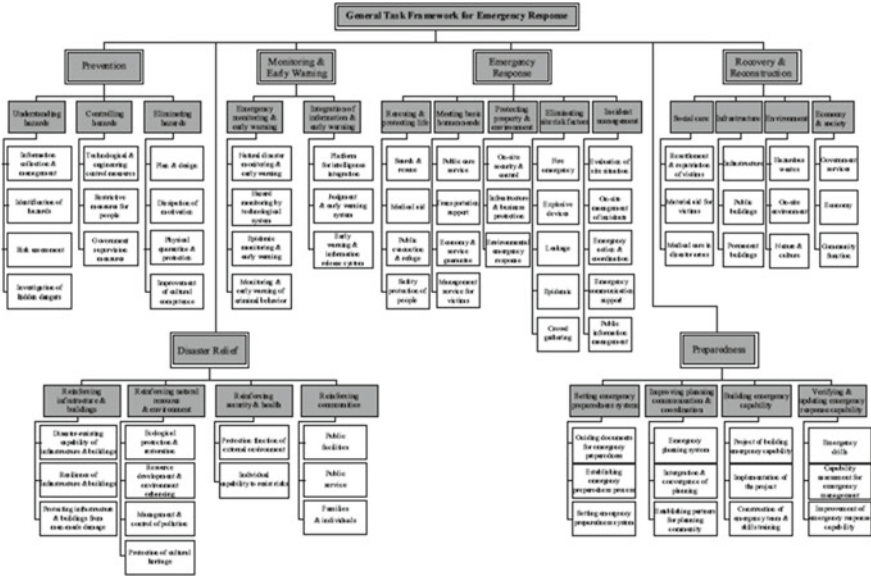 General Task Framework for Emergency Response
Prevention
Monitoring &
Early Warning
Emergency
Response
Recovery &
Reconstruction
Understanding
hazards
Controlling
hazards
Eliminating
hazards
Emergency
monitoring &
early warning
Integration of
information &
early warning
Rescuing &
protecting life
Meeting basic
human needs
Protecting
property &
environment
Eliminating
site risk factors
Incident
management
Social care
Infrastructure
Environment
Economy
& society
Information
collection &
management
Technological &
engineering
control measures
Plan & design
Natural disaster
monitoring &
early warning
Platform
for intelligence
integration
Search &
rescue
Public care
service
On-site
security &
control
Fire
emergency
Evaluation of
site situation
Resettlement &
reparation
of victims
Infrastructure
Hazardous
wastes
Government
services
Identification of
hazards
Restrictive
measures for
people
Dissipation of
motivation
Hazard
monitoring by
technological
system
Judgment
& early warning
system
Medical aid
Transportation
support
Infrastructure
& business
protection
Explosive
devices
On-site
management
of incidents
Material aid for
victims
Public
buildings
On-site
environment
Economy
Risk assessment
Government
supervision
measures
Physical
quarantine &
protection
Epidemic
monitoring &
early warning
Early
warning &
information
release system
Public
evacuation
& refuge
Economy &
service
guarantee
Environmental
emergency
response
Leakage
Emergency
action &
coordination
Medical care in
disaster areas
Permanent
buildings
Nature &
culture
Community
function
Investigation of
hidden dangers
Improvement
of cultural
competence
Monitoring &
early warning of
criminal behavior
Safety
protection of
people
Management
service for
victims
Epidemic
Emergency
communication
support
Crowd
gathering
Public
information
management
Disaster Relief
Preparedness
Reinforcing
infrastructure &
buildings
Reinforcing natural
resource
& environment
Reinforcing
security & health
Reinforcing
communities
Setting emergency
preparedness system
Improving planning
communication &
coordination
Building emergency
capability
Verifying &
updating emergency
response capability
Disaster-existing
capability of
infrastructure & buildings
Ecological
protection &
restoration
Protection function of
external environment
Public
facilities
Guiding documents
for emergency
preparedness
Emergency
planning system
Project of building
emergency capability
Emergency
drills
Resilience of
infrastructure & buildings
Resource
development &
environment
enhancing
Individual
capability to resist risks
Public
service
Establishing
emergency
preparedness process
Integration &
convergence of
planning
Implementation of
the project
Capability
assessment for
emergency
management
Protecting infrastructure
& buildings from
man-made damage
Management &
control of pollution
Families
& individuals
Setting emergency
preparedness system
Establishing partners
for planning
community
Construction of
emergency team &
skills training
Improvement of
emergency response
capability
Protection of cultural
heritage